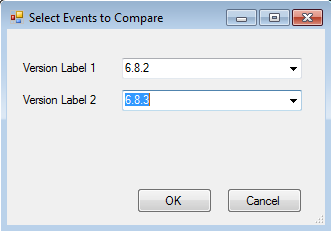 Select Events to Compare
Version Label 1 6.8.2
Version Label 2 6.8.3
OK Cancel